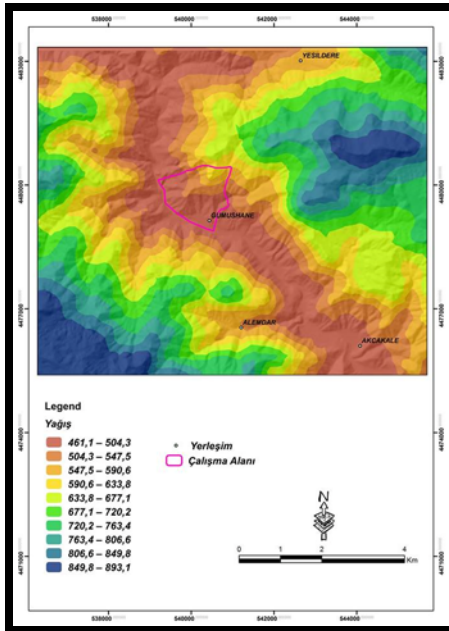 538000 540000 542000 544000
4483000
4480000
4477000
4474000
4471000
YESILDERE
GUMUSHANE
ALEMDAR
AKCAKALE
Legend
Yağış
461,1 – 504,3
504,3 – 547,5
547,5 – 590,6
590,6 – 633,8
633,8 – 677,1
677,1 – 720,2
720,2 – 763,4
763,4 – 806,6
806,6 – 849,8
849,8 – 893,1
Yerleşim
Çalışma Alanı
N
0 1 2 4
Km
538000 540000 542000 544000